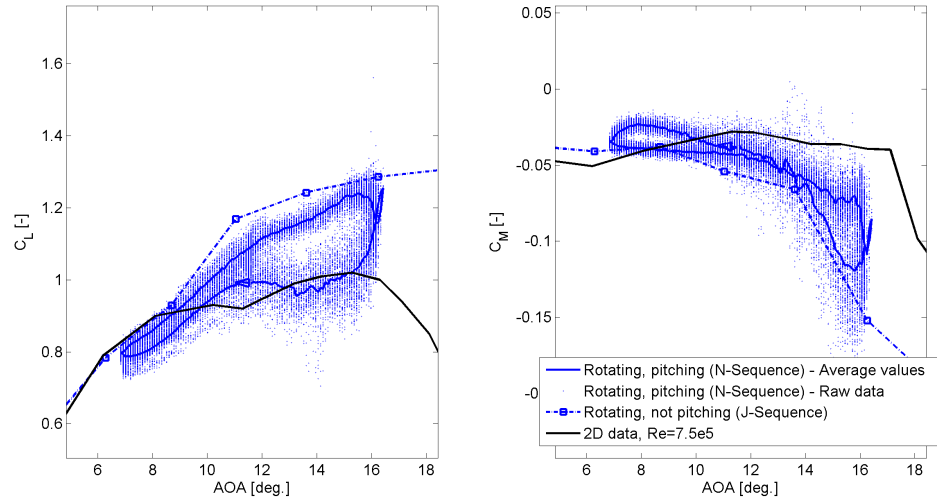 1.6
1.4
1.2
1
0.8
0.6
C_L [-]
6 8 10 12 14 16 18
AOA [deg.]
0.05
0
-0.05
-0.1
-0.15
-0
C_M [-]
Rotating, pitching (N-Sequence) - Average values
Rotating, pitching (N-Sequence) - Raw data
Rotating, not pitching (J-Sequence)
2D data, Re=7.5e5
6 8 10 12 14 16 18
AOA [deg.]